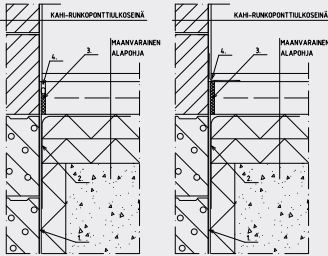 KAHI-RUNKOPONTTIULKOSEINÄ
4.
3.
MAANVARAINEN
ALAPOHJA
2.
1.
KAHI-RUNKOPONTTIULKOSEINÄ
4.
3.
MAANVARAINEN
ALAPOHJA
2.
1.